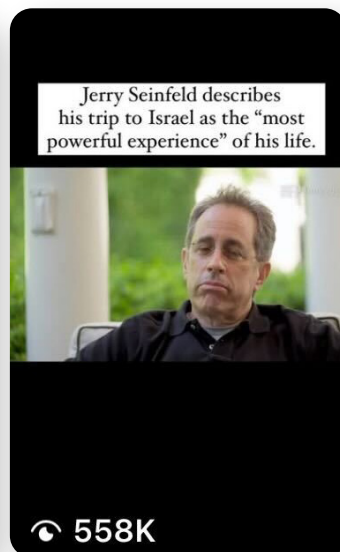 Jerry Seinfeld describes
his trip to Israel as the “most
powerful experience” of his life.
558K